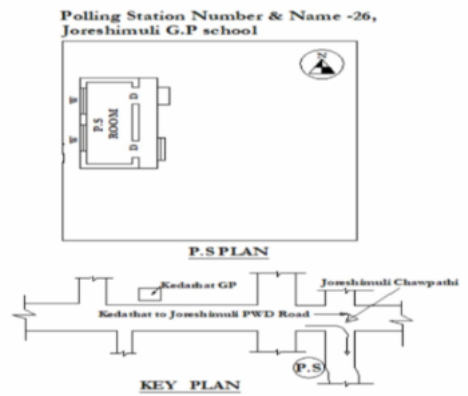 Polling Station Number & Name -26,
Joreshimuli G.P school
N
W
D
P.S
ROOM
W
D
P.S PLAN
Kedarhat GP
Joreshimuli Chawpathi
Kedathat to Joreshimuli PWD Road
P.S
KEY PLAN